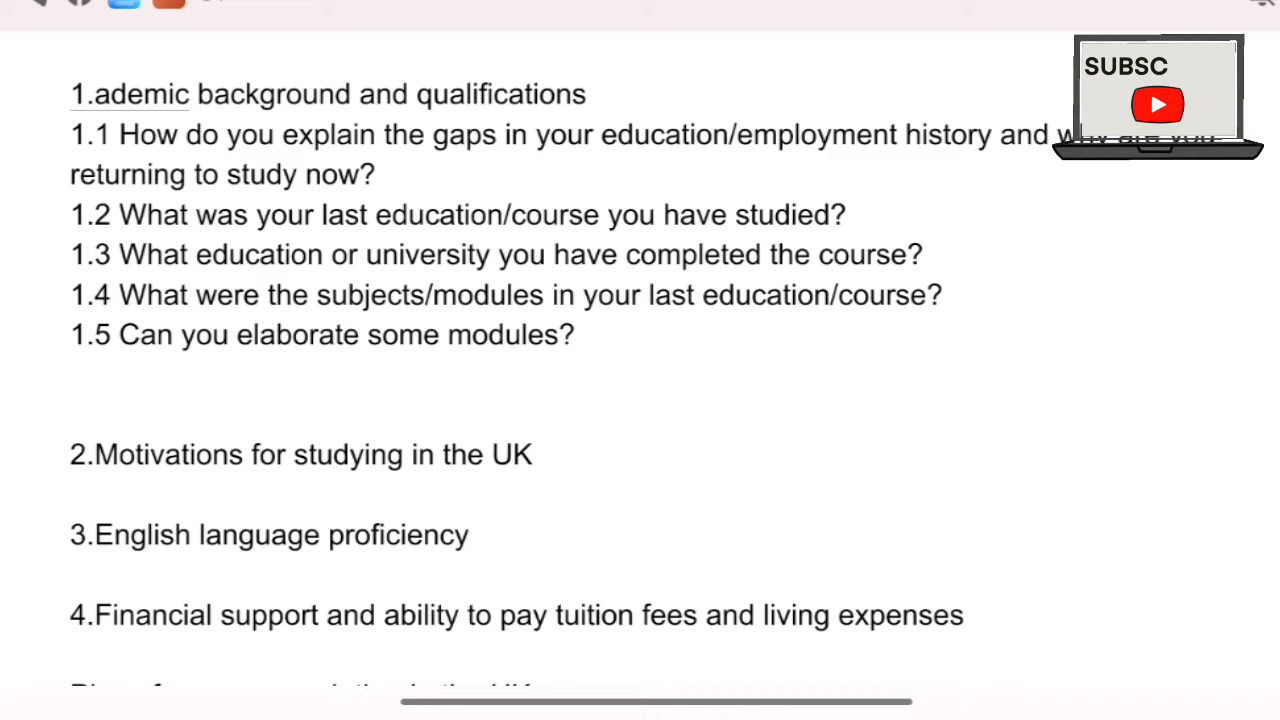 SUBSC
1.ademic background and qualifications
1.1 How do you explain the gaps in your education/employment history and why are you
returning to study now?
1.2 What was your last education/course you have studied?
1.3 What education or university you have completed the course?
1.4 What were the subjects/modules in your last education/course?
1.5 Can you elaborate some modules?
2.Motivations for studying in the UK
3.English language proficiency
4.Financial support and ability to pay tuition fees and living expenses